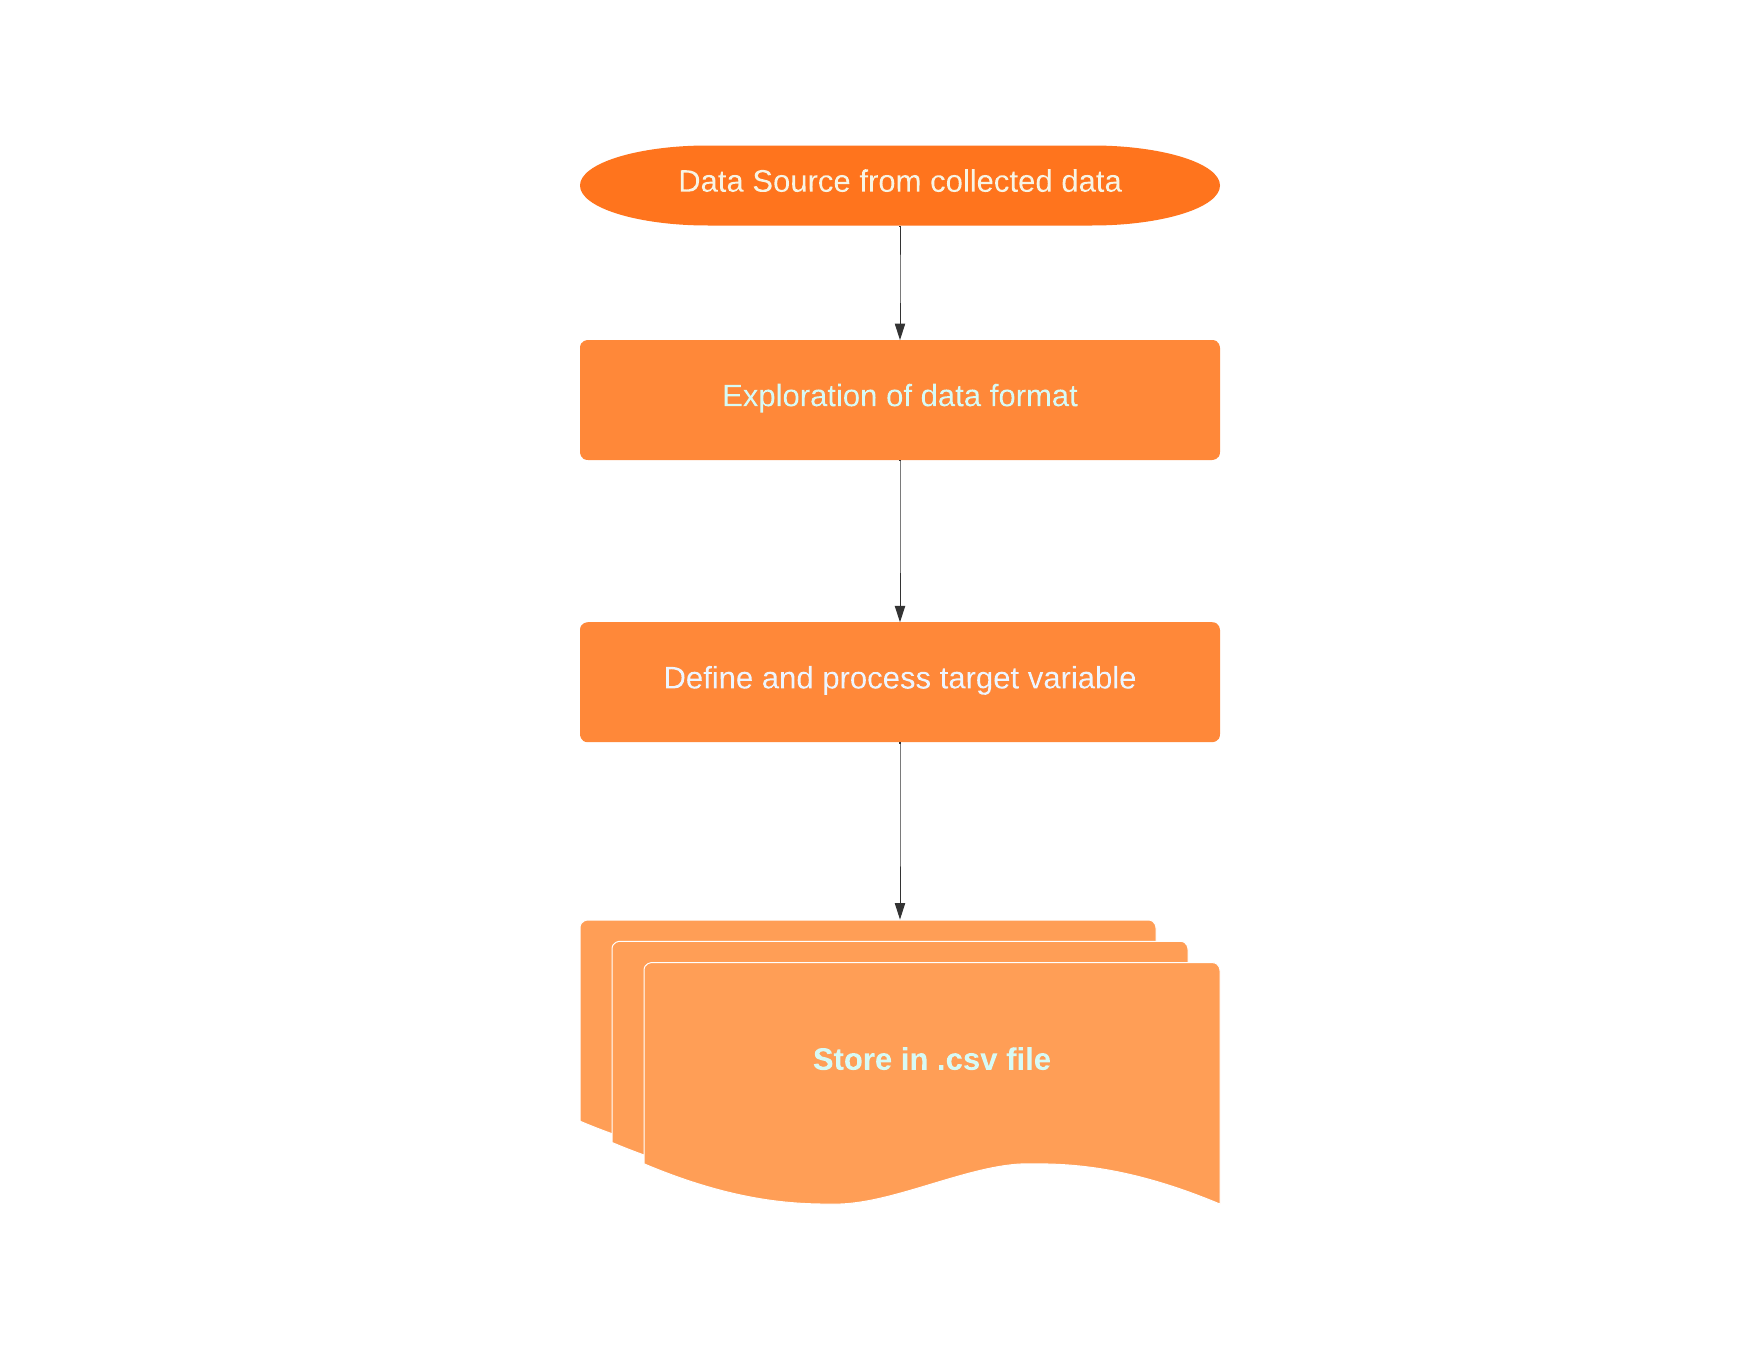 Data Source from collected data
Exploration of data format
Define and process target variable
Store in .csv file